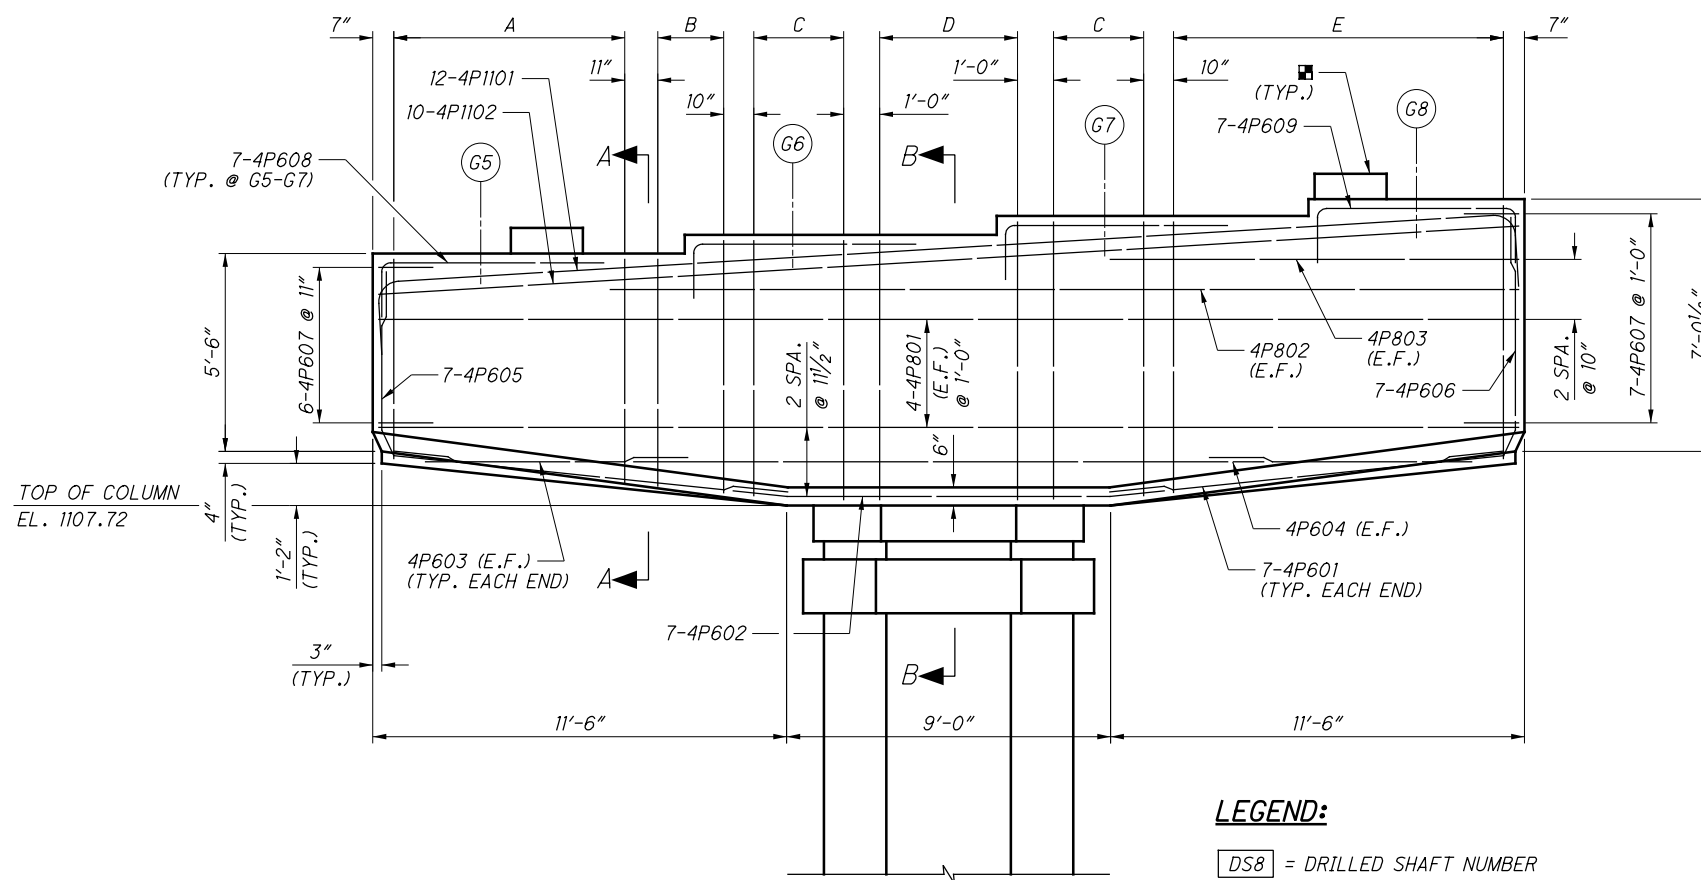 7" A B C D C E 7"
11" 1'-0" 10"
12-4P1101
10-4P1102
10" 1'-0"
(TYP.)
7-4P609
G5 G6 G7 G8
7-4P608
(TYP. @ G5-G7)
A B
5'-6"
6-4P607 @ 11"
7-4P605
2 SPA.
@ 11½"
4-4P801
(E.F.)
@ 1'-0"
6"
4P802
(E.F.)
4P803
(E.F.)
7-4P606
2 SPA.
@ 10"
7-4P607 @ 1'-0"
TOP OF COLUMN
EL. 1107.72
4"
(TYP.)
1'-2"
(TYP.)
4P603 (E.F.)
(TYP. EACH END)
A
4P604 (E.F.)
7-4P601
(TYP. EACH END)
7-4P602
B
3"
(TYP.)
11'-6" 9'-0" 11'-6"
LEGEND:
DS8 = DRILLED SHAFT NUMBER